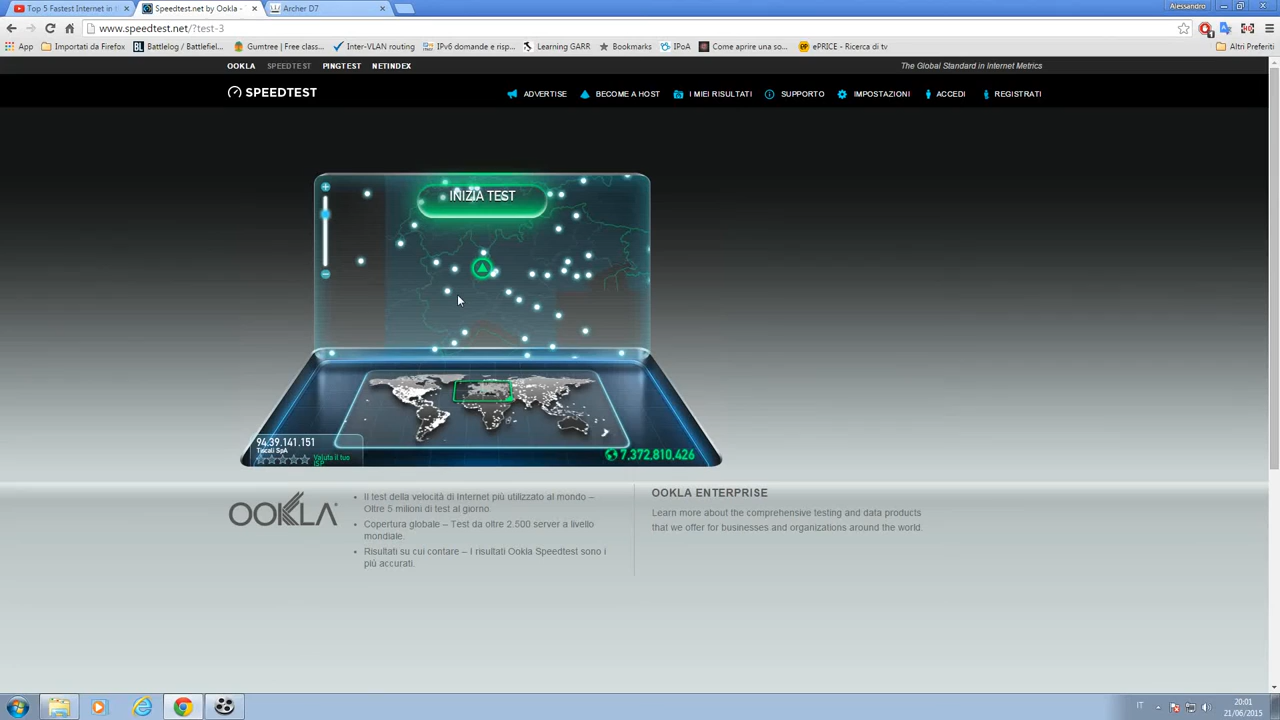 Alessandro
Top 5 Fastest Internet in t
Speedtest.net by Ookla -
Archer D7
www.speedtest.net/?test-3
App
Importati da Firefox
Battlelog / Battlefiel...
Gumtree | Free class...
Inter-VLAN routing
IPv6 domande e risp...
Learning GARR
Bookmarks
IPoA
Come aprire una so...
ePRICE - Ricerca di tv
Altri Preferiti
OOKLA SPEEDTEST PINGTEST NETINDEX
The Global Standard in Internet Metrics
SPEEDTEST
ADVERTISE BECOME A HOST I MIEI RISULTATI SUPPORTO IMPOSTAZIONI ACCEDI REGISTRATI
INIZIA TEST
94.39.141.151
Tiscali SpA
Valuta il tuo
ISP
7,372,810,426
OOKLA
Il test della velocità di Internet più utilizzato al mondo –
Oltre 5 milioni di test al giorno.
Copertura globale – Test da oltre 2.500 server a livello
mondiale.
Risultati su cui contare – I risultati Ookla Speedtest sono i
più accurati.
OOKLA ENTERPRISE
Learn more about the comprehensive testing and data products
that we offer for businesses and organizations around the world.
IT
20:01
21/06/2015